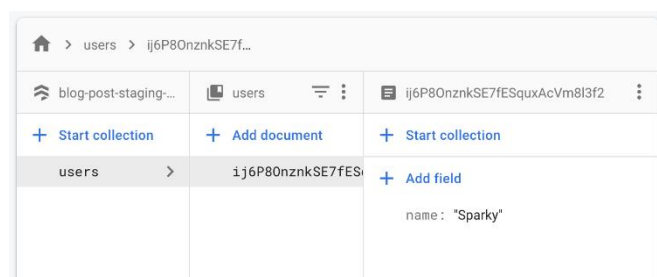 > users > ij6P8OnznkSE7f...
blog-post-staging-...
users
ij6P8OnznkSE7fESquxAcVm8l3f2
+ Start collection
+ Add document
+ Start collection
users >
ij6P8OnznkSE7fES
+ Add field
name: "Sparky"